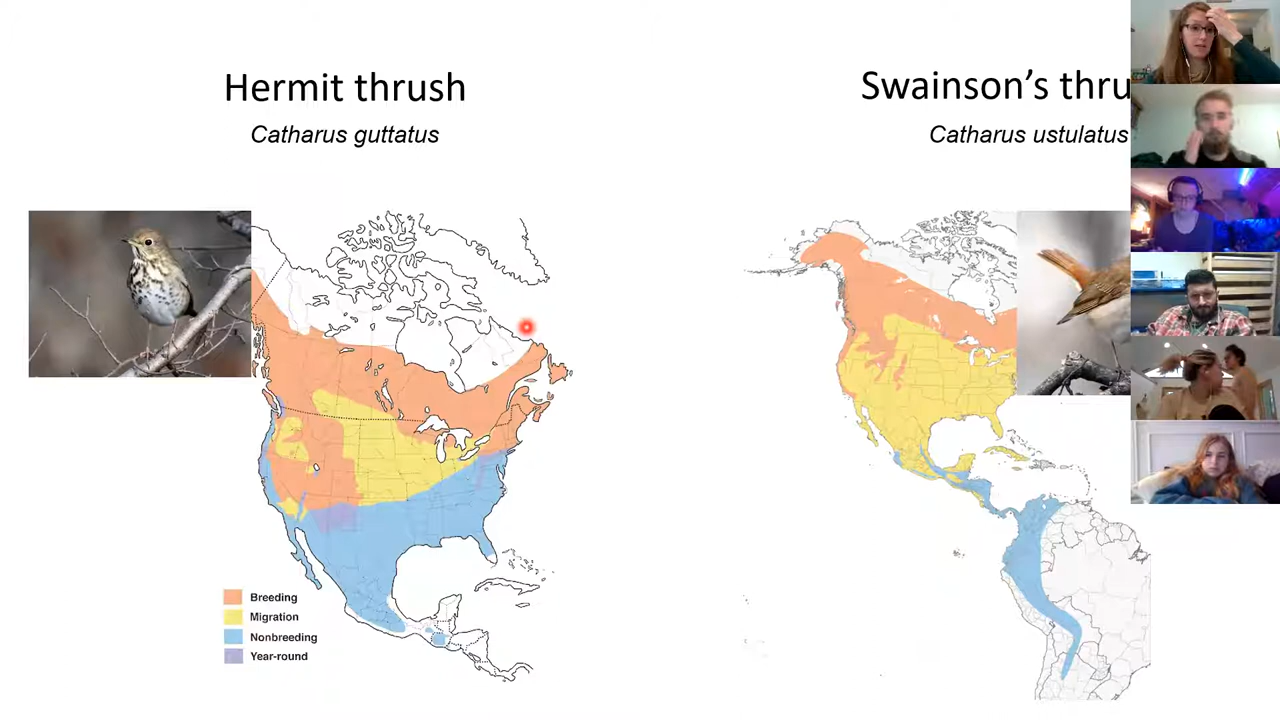 Hermit thrush
Catharus guttatus
Breeding
Migration
Nonbreeding
Year-round
Swainson's thru
Catharus ustulatus